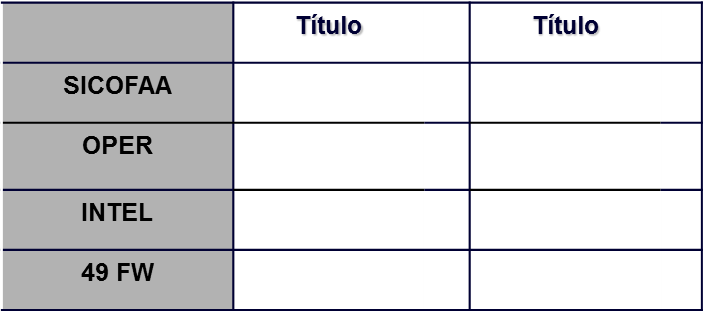 Título Título
SICOFAA
OPER
INTEL
49 FW